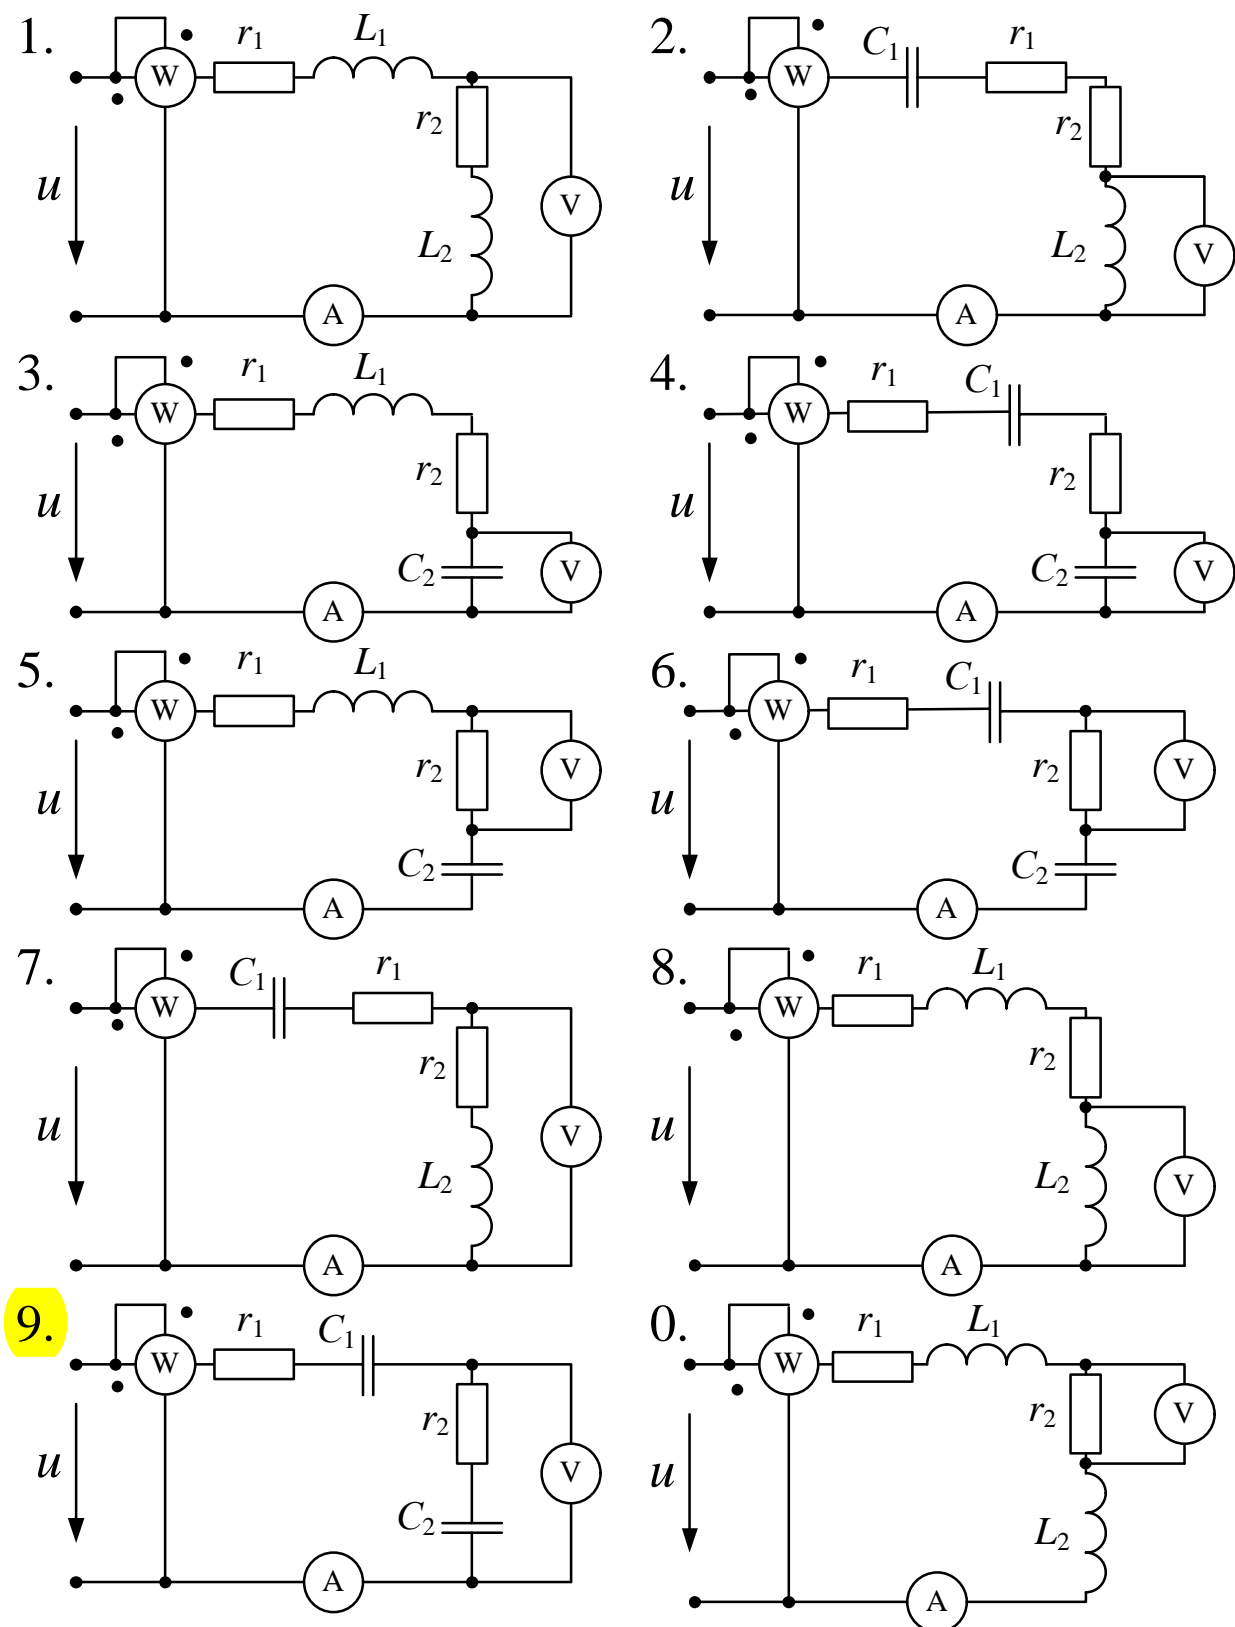 1. W r1 L1 r2 L2 V u A
2. W C1 r1 r2 L2 V u A
3. W r1 L1 r2 C2 V u A
4. W r1 C1 r2 C2 V u A
5. W r1 L1 r2 C2 V u A
6. W r1 C1 r2 C2 V u A
7. W C1 r1 r2 L2 V u A
8. W r1 L1 r2 L2 V u A
9. W r1 C1 r2 C2 V u A
0. W r1 L1 r2 L2 V u A